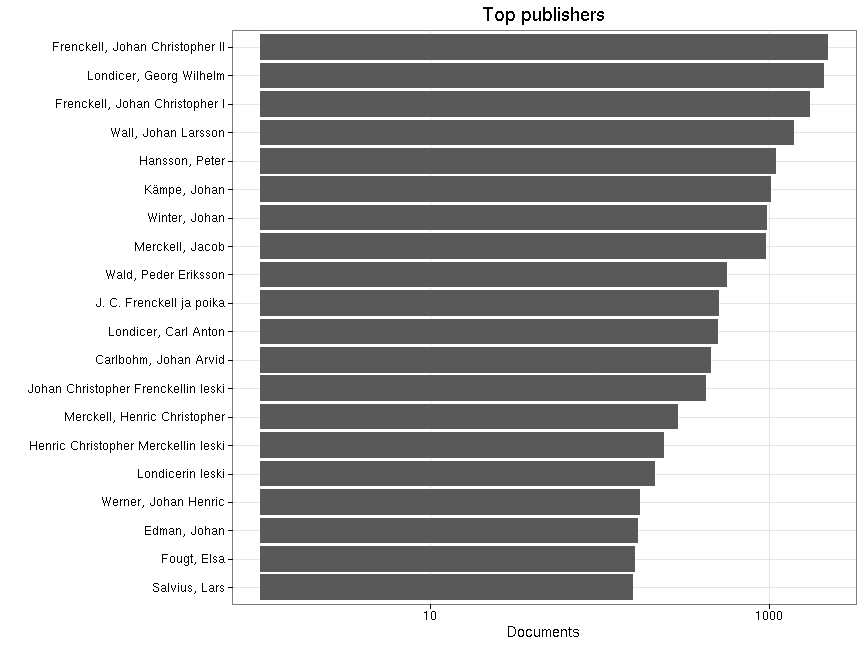 Top publishers
Frenckell, Johan Christopher II
Londicer, Georg Wilhelm
Frenckell, Johan Christopher I
Wall, Johan Larsson
Hansson, Peter
Kämpe, Johan
Winter, Johan
Merckell, Jacob
Wald, Peder Eriksson
J. C. Frenckell ja poika
Londicer, Carl Anton
Carlbohm, Johan Arvid
Johan Christopher Frenckellin leski
Merckell, Henric Christopher
Henric Christopher Merckellin leski
Londicerin leski
Werner, Johan Henric
Edman, Johan
Fougt, Elsa
Salvius, Lars
10 1000
Documents